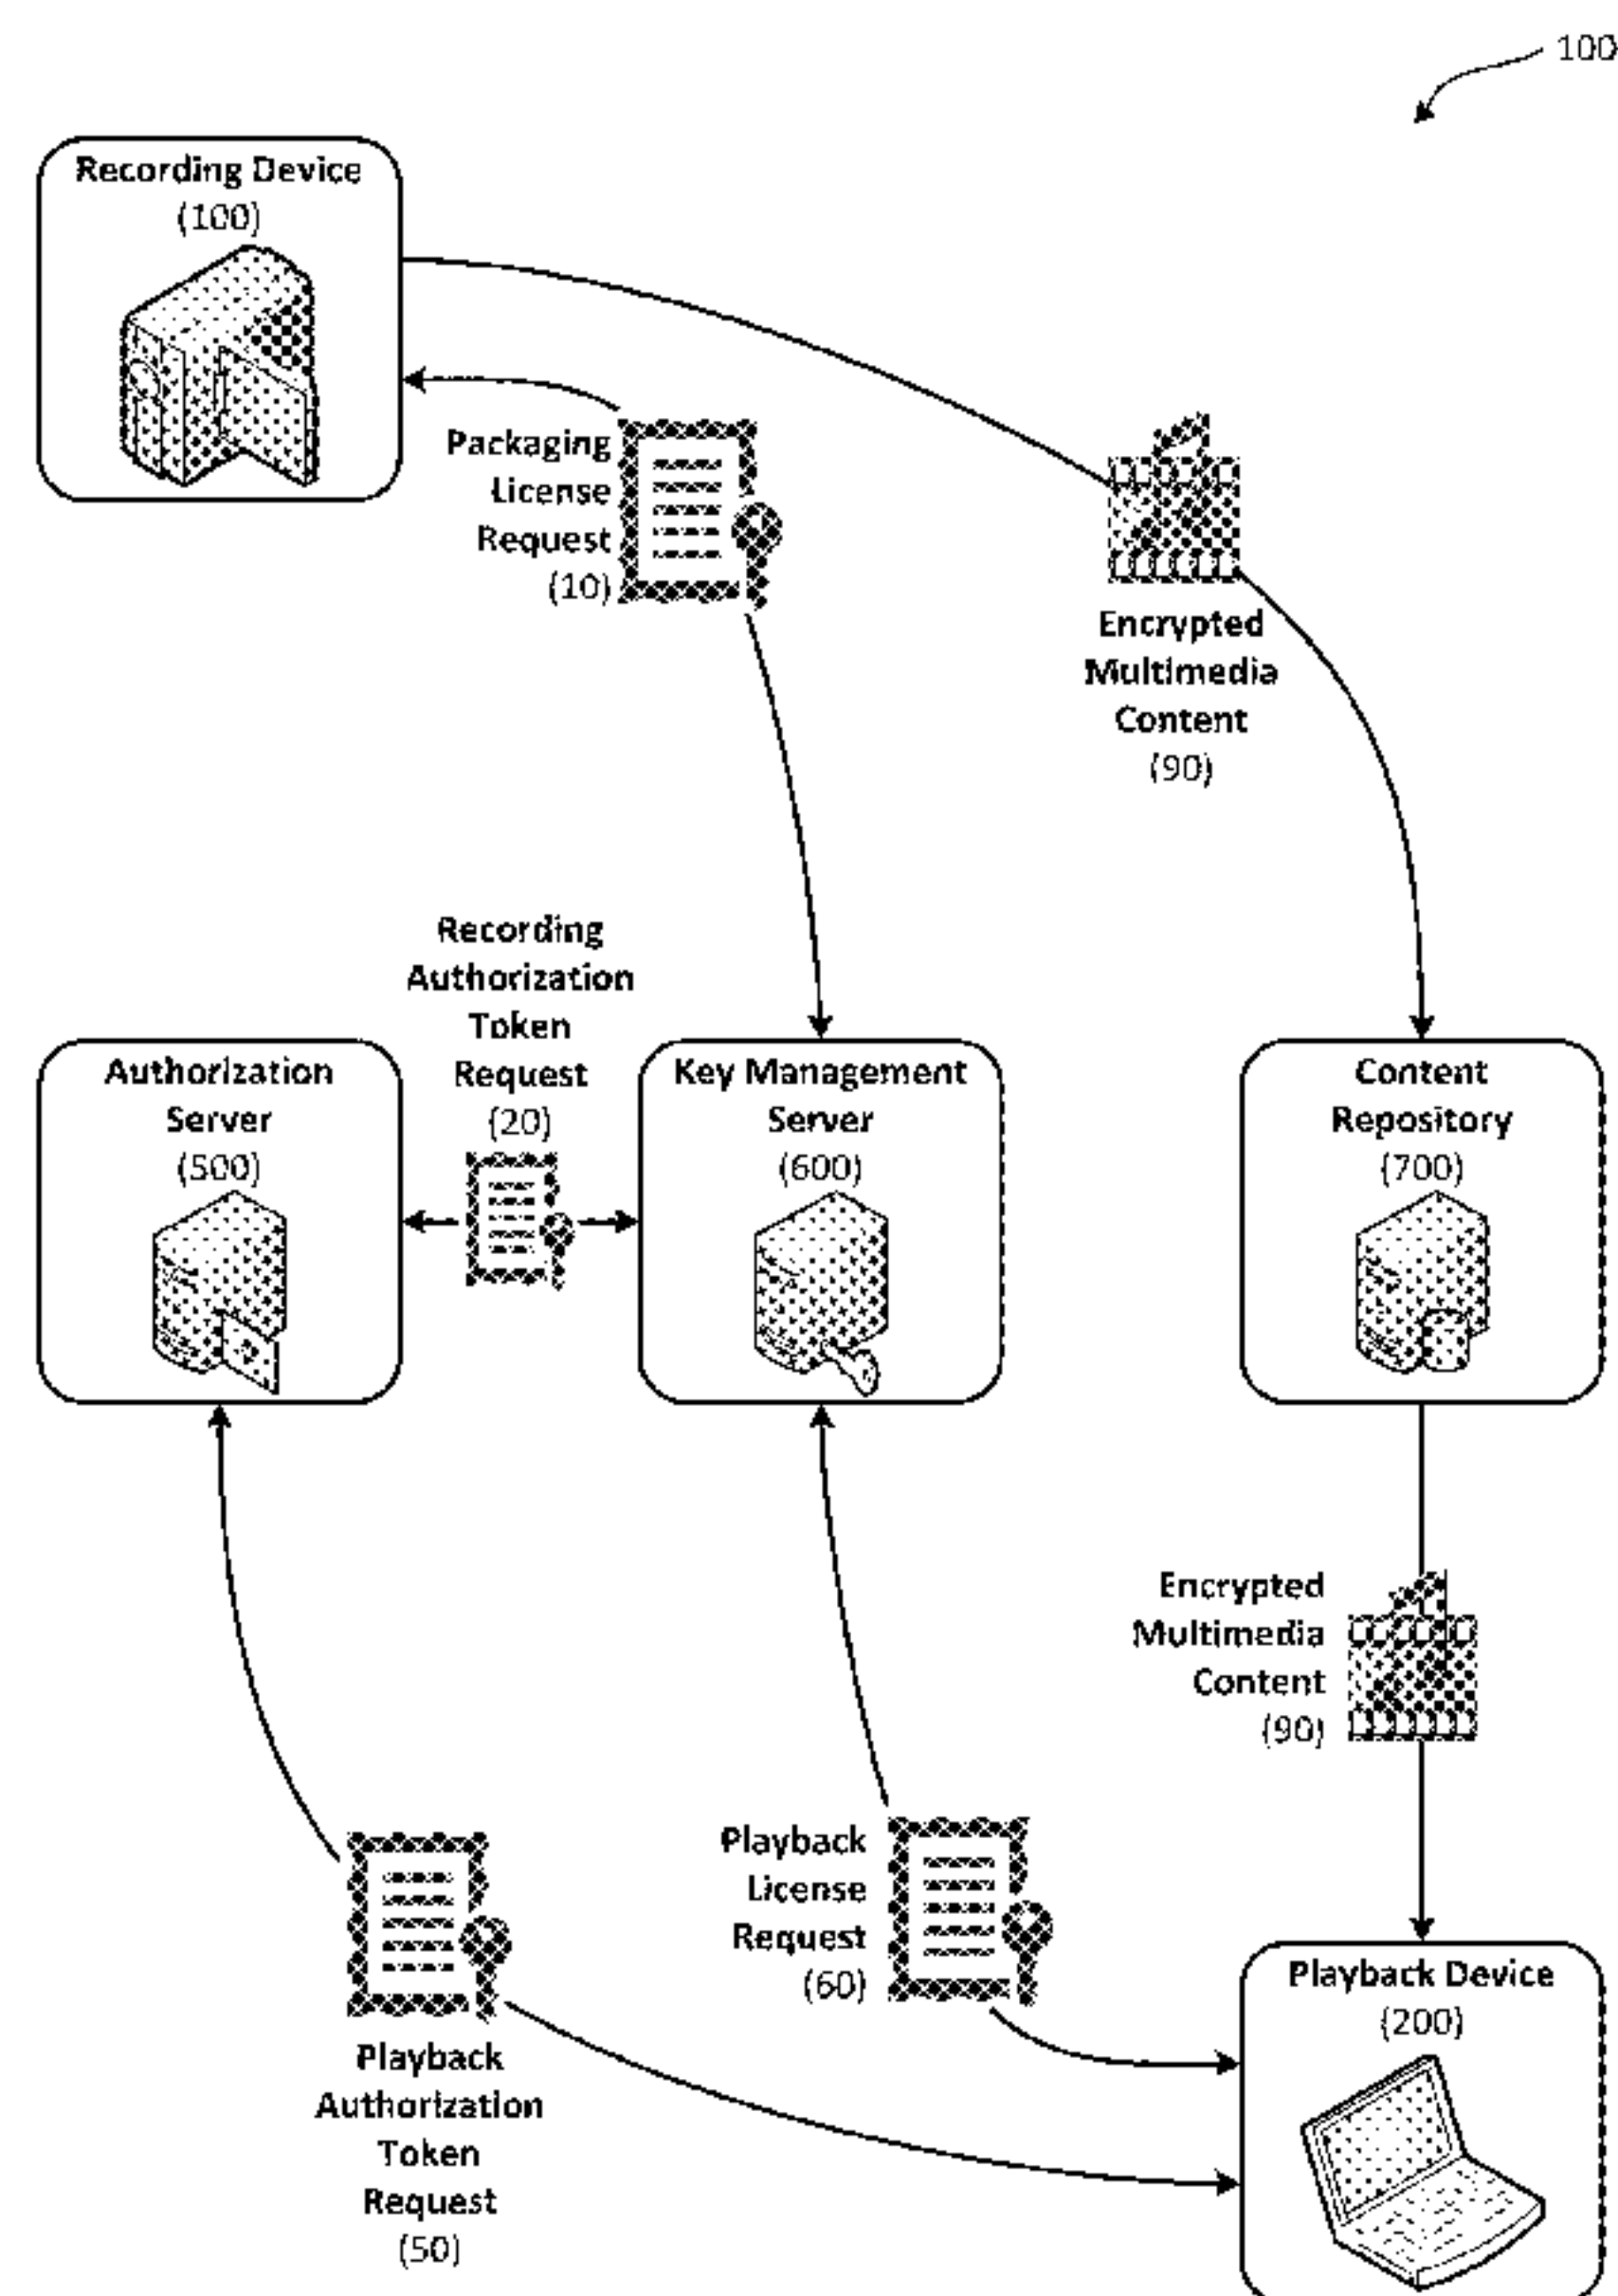 100
Recording Device
(100)
Packaging
License
Request
(10)
Encrypted
Multimedia
Content
(90)
Recording
Authorization
Token
Request
(20)
Authorization
Server
(500)
Key Management
Server
(600)
Content
Repository
(700)
Encrypted
Multimedia
Content
(90)
Playback
License
Request
(60)
Playback Device
(200)
Playback
Authorization
Token
Request
(50)